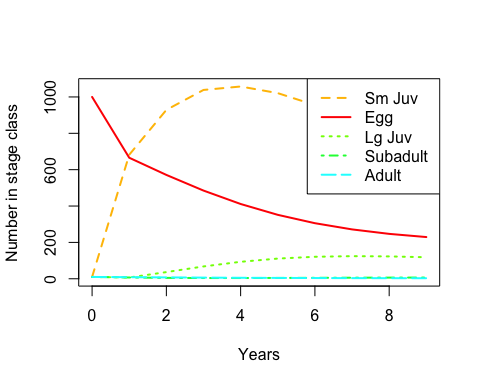 Number in stage class
1000
600
200
0
Sm Juv
Egg
Lg Juv
Subadult
Adult
0 2 4 6 8
Years